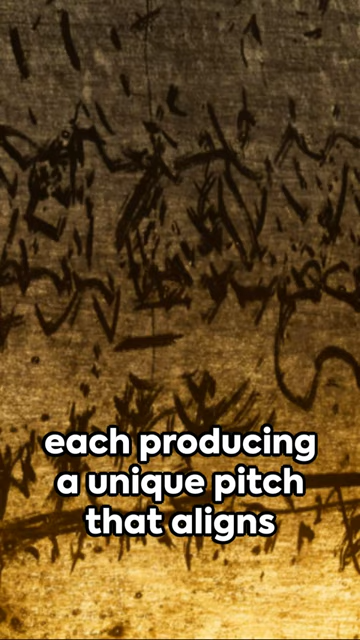 each producing
a unique pitch
that aligns